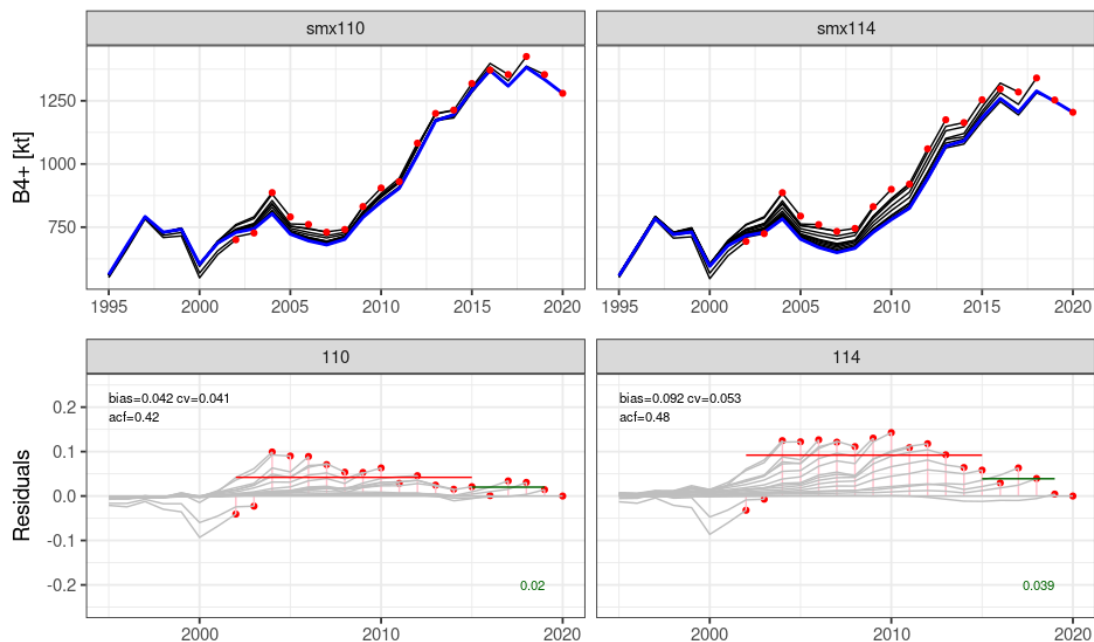 smx110 smx114
B4+ [kt]
1250
1000
750
1995 2000 2005 2010 2015 2020 1995 2000 2005 2010 2015 2020
110 114
Residuals
0.2
0.1
0.0
-0.1
-0.2
bias=0.042 cv=0.041
acf=0.42
0.02
bias=0.092 cv=0.053
acf=0.48
0.039
2000 2010 2020 2000 2010 2020